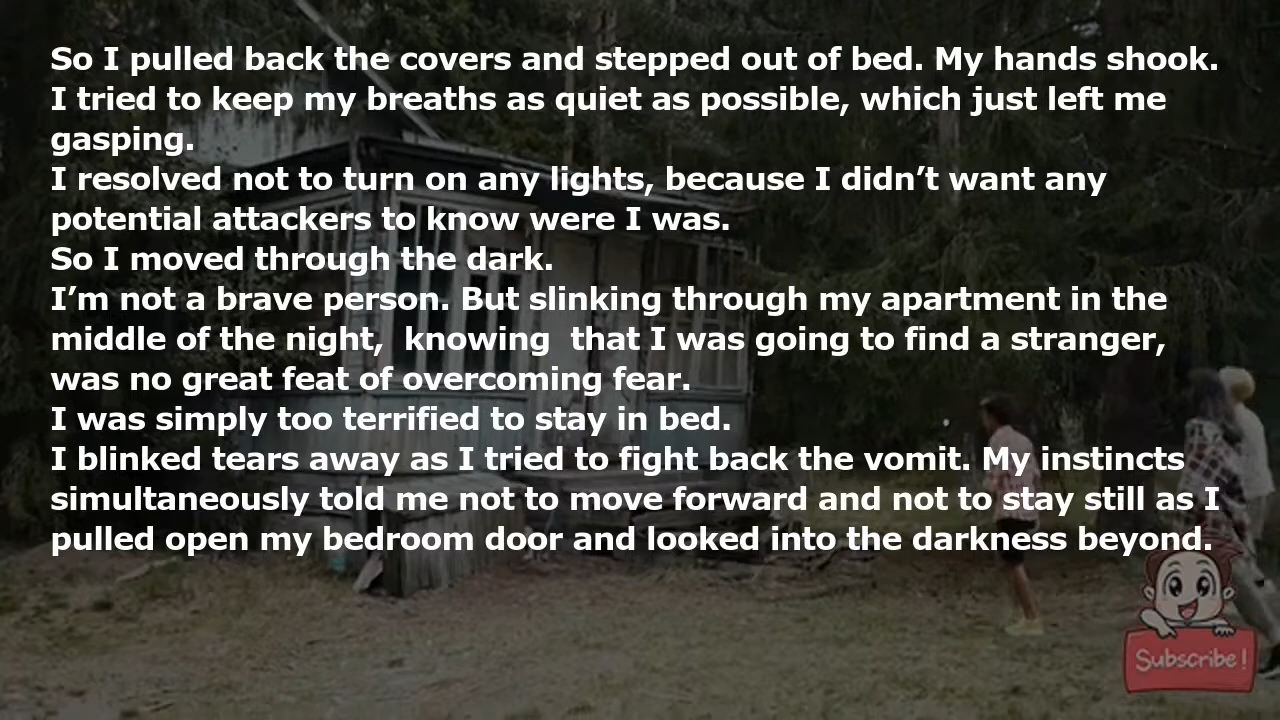 So I pulled back the covers and stepped out of bed. My hands shook.
I tried to keep my breaths as quiet as possible, which just left me
gasping.
I resolved not to turn on any lights, because I didn’t want any
potential attackers to know were I was.
So I moved through the dark.
I’m not a brave person. But slinking through my apartment in the
middle of the night,  knowing  that I was going to find a stranger,
was no great feat of overcoming fear.
I was simply too terrified to stay in bed.
I blinked tears away as I tried to fight back the vomit. My instincts
simultaneously told me not to move forward and not to stay still as I
pulled open my bedroom door and looked into the darkness beyond.
Subscribe!